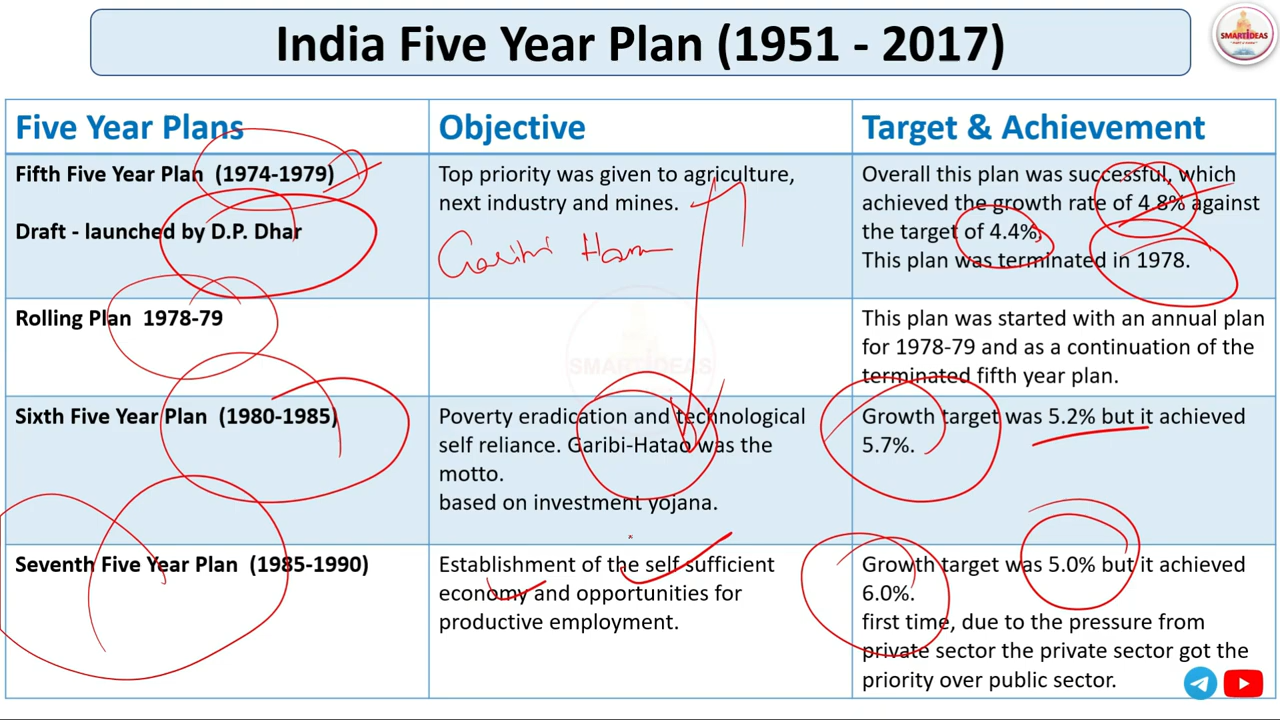 India Five Year Plan (1951 - 2017)
SMARTIDEAS
Five Year Plans
Objective
Target & Achievement
Fifth Five Year Plan (1974-1979)
Draft - launched by D.P. Dhar
Top priority was given to agriculture,
next industry and mines.
Garibi
Overall this plan was successful, which
achieved the growth rate of 4.8% against
the target of 4.4%.
This plan was terminated in 1978.
Rolling Plan 1978-79
SMARTIDEAS
This plan was started with an annual plan
for 1978-79 and as a continuation of the
terminated fifth year plan.
Sixth Five Year Plan (1980-1985)
Poverty eradication and technological
self reliance. Garibi-Hatao was the
motto.
based on investment yojana.
Growth target was 5.2% but it achieved
5.7%.
Seventh Five Year Plan (1985-1990)
Establishment of the self sufficient
economy and opportunities for
productive employment.
Growth target was 5.0% but it achieved
6.0%.
first time, due to the pressure from
private sector the private sector got the
priority over public sector.